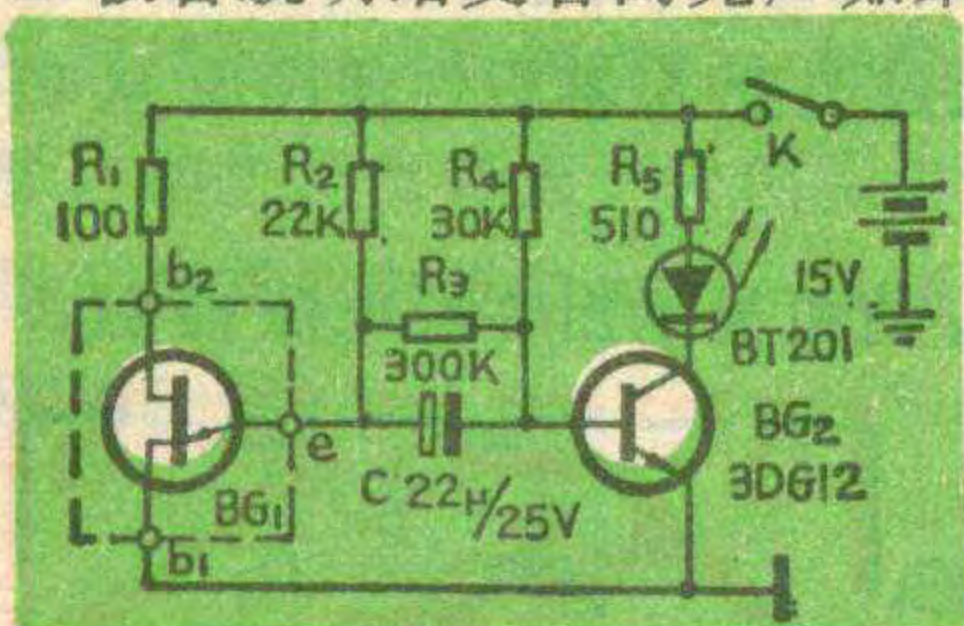 R₁
100
R₂
22K
R₄
30K
R₅
510
K
b₂
R₃
300K
15V
BT201
e
BG₂
3DG12
C 22μ/25V
BG₁
b₁